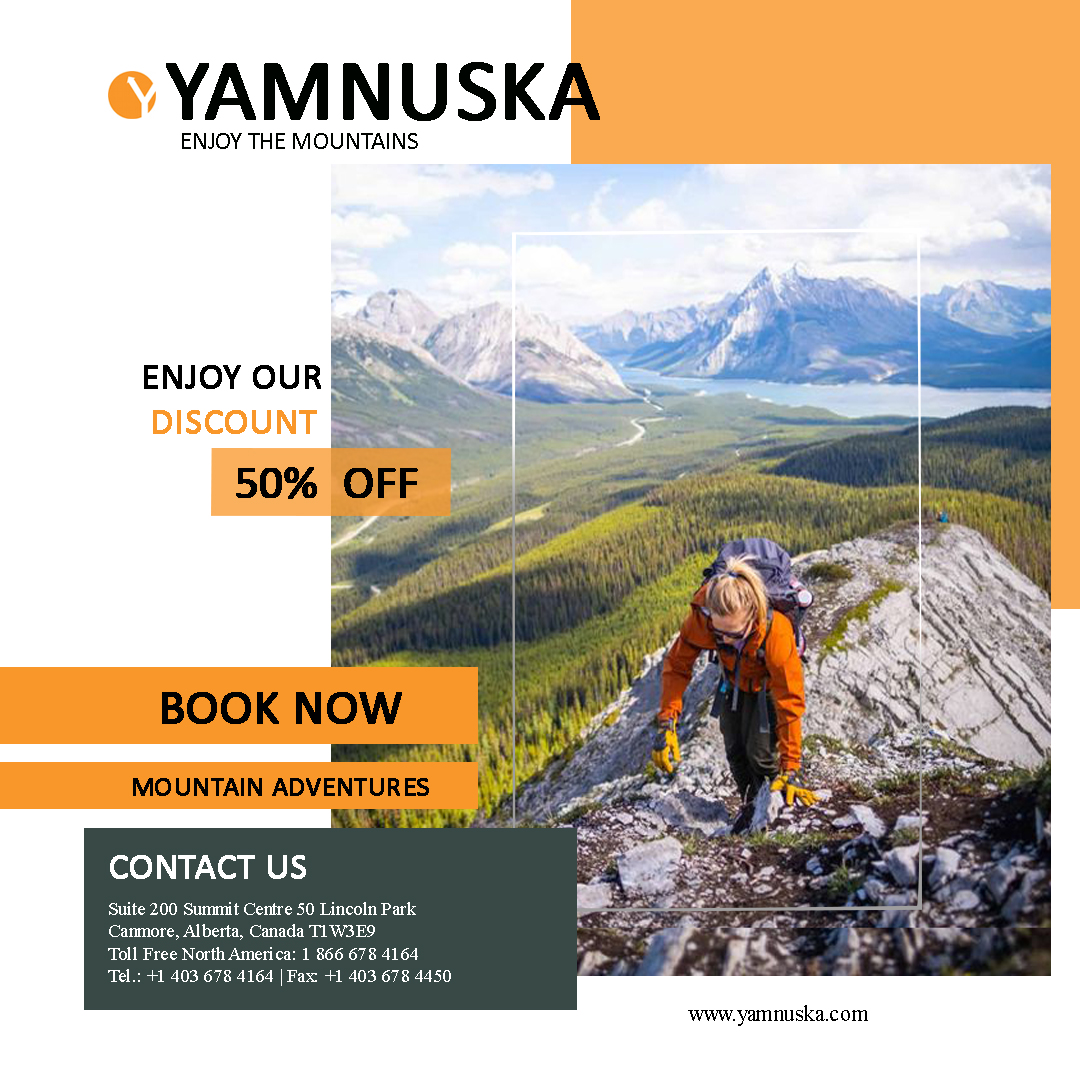 YAMNUSKA
ENJOY THE MOUNTAINS
ENJOY OUR
DISCOUNT
50% OFF
BOOK NOW
MOUNTAIN ADVENTURES
CONTACT US
Suite 200 Summit Centre 50 Lincoln Park
Canmore, Alberta, Canada T1W3E9
Toll Free North America: 1 866 678 4164
Tel.: +1 403 678 4164 | Fax: +1 403 678 4450
www.yamnuska.com